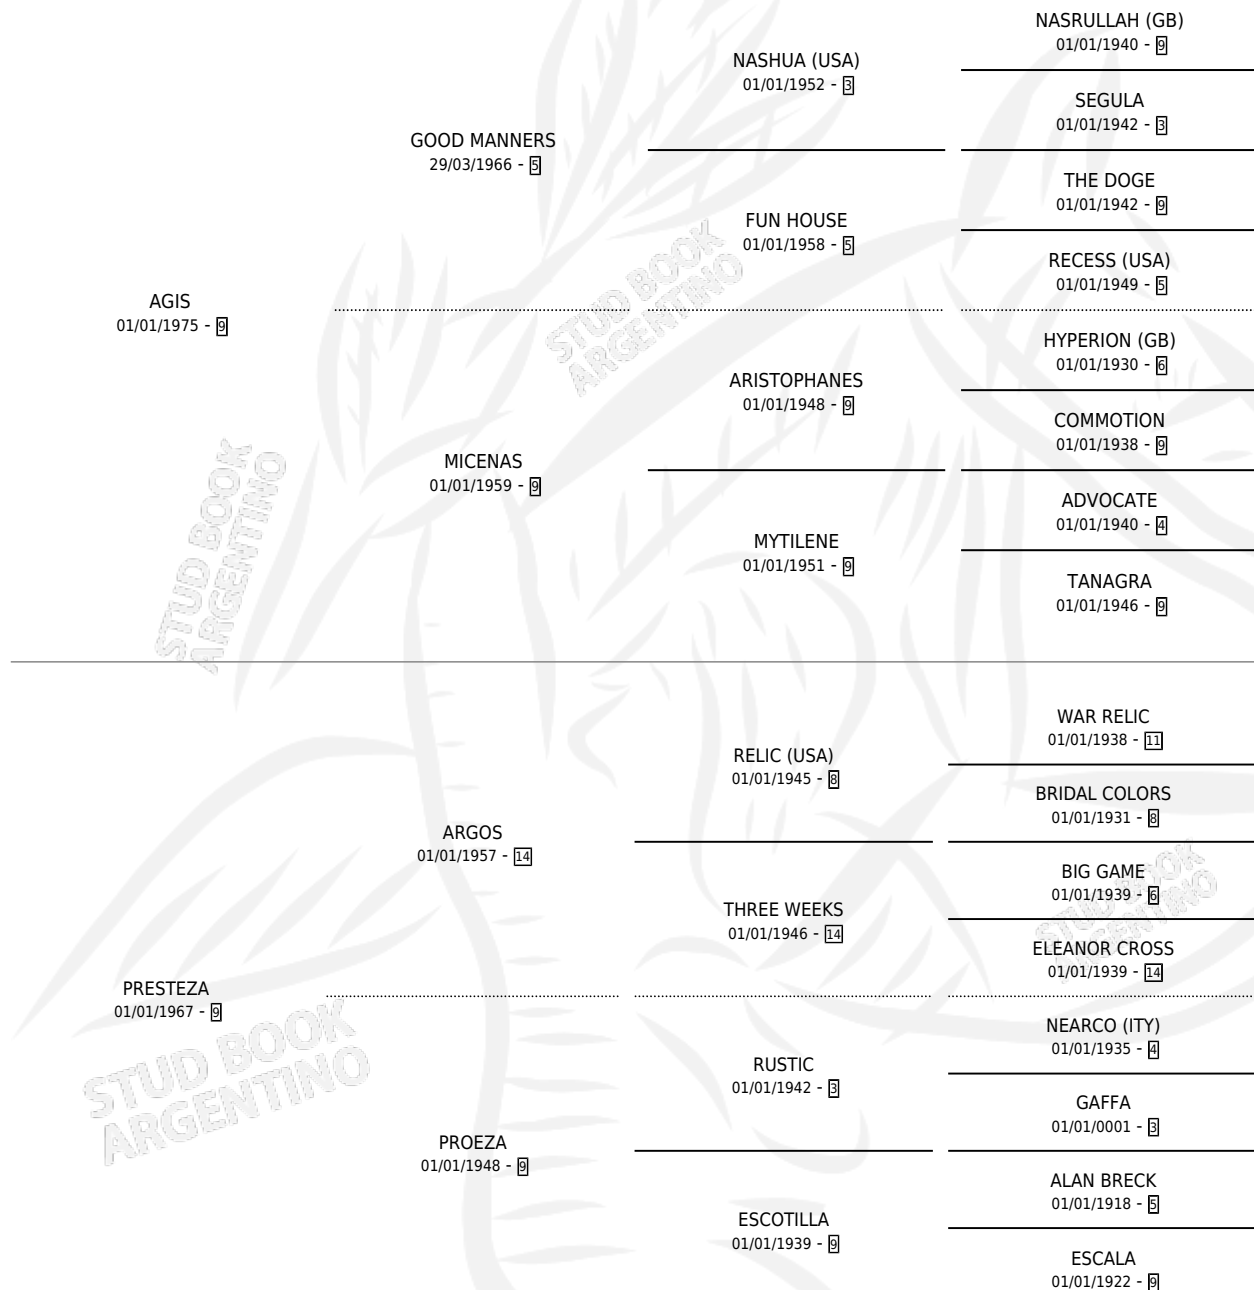 NASRULLAH (GB)
01/01/1940 - 9
NASHUA (USA)
01/01/1952 - 3
SEGULA
01/01/1942 - 3
GOOD MANNERS
29/03/1966 - 5
THE DOGE
01/01/1942 - 9
FUN HOUSE
01/01/1958 - 5
RECESS (USA)
01/01/1949 - 5
AGIS
01/01/1975 - 9
HYPERION (GB)
01/01/1930 - 6
ARISTOPHANES
01/01/1948 - 9
COMMOTION
01/01/1938 - 9
MICENAS
01/01/1959 - 9
ADVOCATE
01/01/1940 - 4
MYTILENE
01/01/1951 - 9
TANAGRA
01/01/1946 - 9
WAR RELIC
01/01/1938 - 11
RELIC (USA)
01/01/1945 - 8
BRIDAL COLORS
01/01/1931 - 8
ARGOS
01/01/1957 - 14
BIG GAME
01/01/1939 - 6
THREE WEEKS
01/01/1946 - 14
ELEANOR CROSS
01/01/1939 - 14
PRESTEZA
01/01/1967 - 9
NEARCO (ITY)
01/01/1935 - 4
RUSTIC
01/01/1942 - 3
GAFFA
01/01/0001 - 3
PROEZA
01/01/1948 - 9
ALAN BRECK
01/01/1918 - 5
ESCOTILLA
01/01/1939 - 9
ESCALA
01/01/1922 - 9
STUD BOOK
ARGENTINO
STUD BOOK
ARGENTINO
STUD BOOK
ARGENTINO
STUD BOOK
ARGENTINO